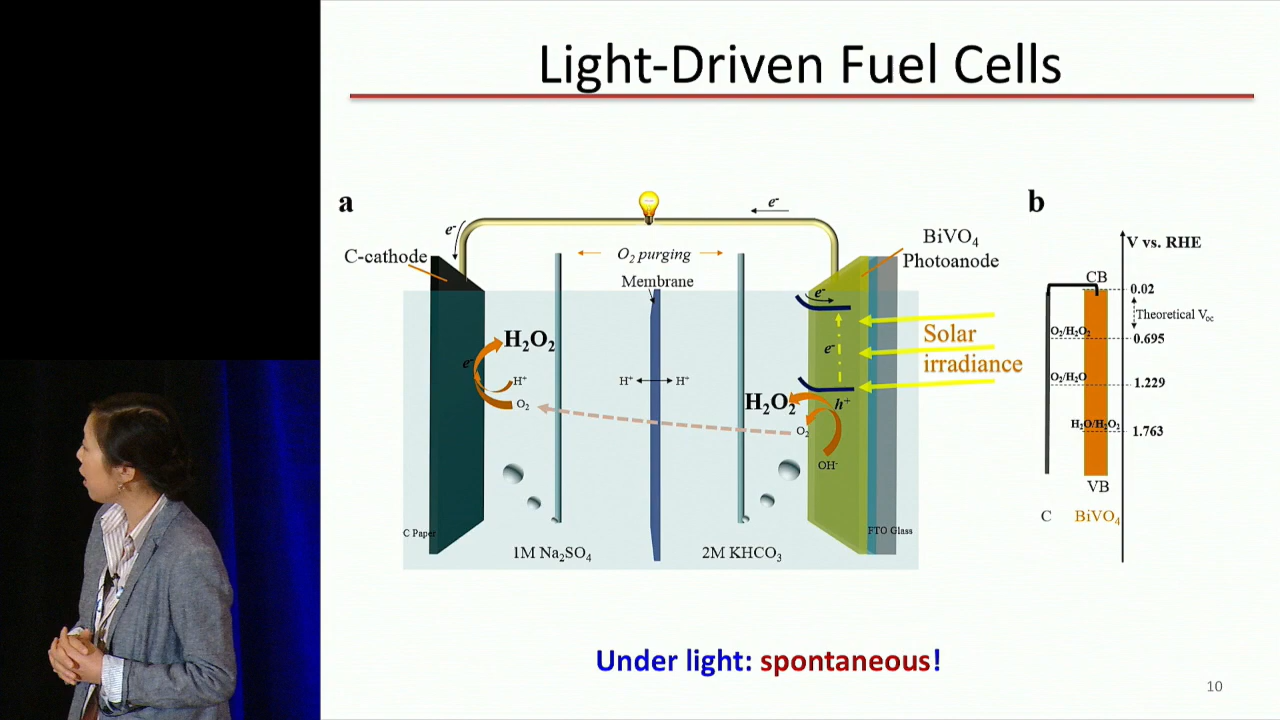 Light-Driven Fuel Cells
a
e⁻
e⁻
C-cathode
O₂ purging
Membrane
BiVO₄
Photoanode
e⁻
H₂O₂
e⁻
H⁺
O₂
H⁺
H⁺
e⁻
Solar
irradiance
H₂O₂
h⁺
O₂
OH⁻
C Paper
1M Na₂SO₄
2M KHCO₃
FTO Glass
b
V vs. RHE
CB
0.02
Theoretical Voc
O₂/H₂O₂
0.695
O₂/H₂O
1.229
H₂O/H₂O₂
1.763
VB
C
BiVO₄
Under light: spontaneous!
10